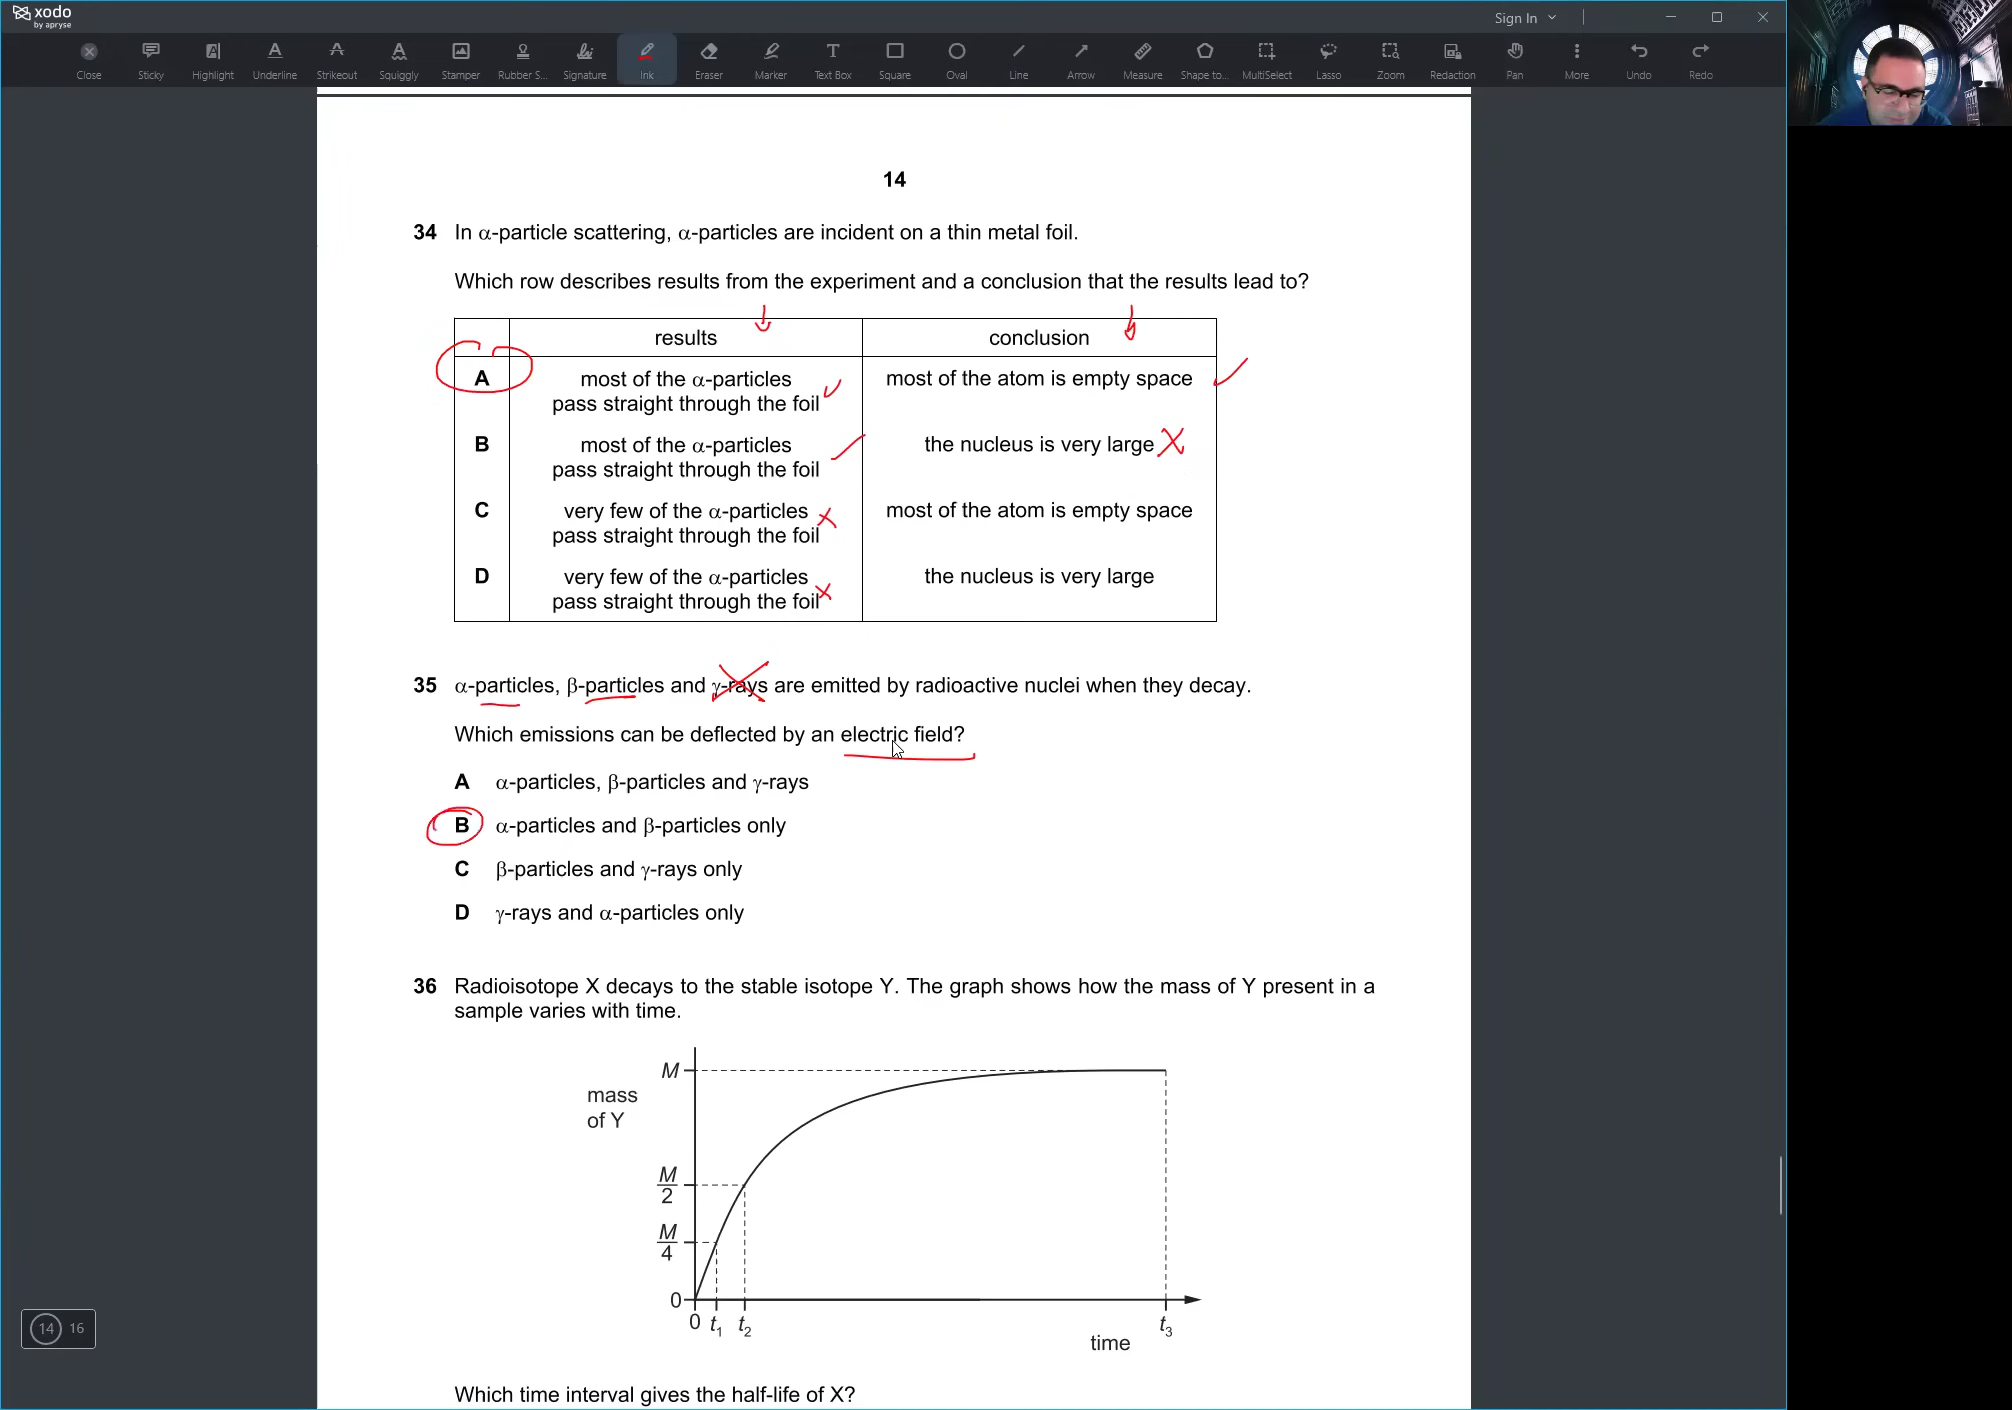 xodo
by apryse
Sign In
Close
Sticky
Highlight
Underline
Strikeout
Squiggly
Stamper
Rubber S...
Signature
Ink
Eraser
Marker
Text Box
Square
Oval
Line
Arrow
Measure
Shape to...
MultiSelect
Lasso
Zoom
Redaction
Pan
More
Undo
Redo
14
34 In α-particle scattering, α-particles are incident on a thin metal foil.
Which row describes results from the experiment and a conclusion that the results lead to?
results conclusion
A most of the α-particles most of the atom is empty space
pass straight through the foil
B most of the α-particles the nucleus is very large
pass straight through the foil
C very few of the α-particles most of the atom is empty space
pass straight through the foil
D very few of the α-particles the nucleus is very large
pass straight through the foil
35 α-particles, β-particles and γ-rays are emitted by radioactive nuclei when they decay.
Which emissions can be deflected by an electric field?
A α-particles, β-particles and γ-rays
B α-particles and β-particles only
C β-particles and γ-rays only
D γ-rays and α-particles only
36 Radioisotope X decays to the stable isotope Y. The graph shows how the mass of Y present in a
sample varies with time.
M
mass
of Y
M
2
M
4
0
0 t1 t2 t3
time
Which time interval gives the half-life of X?
14 16